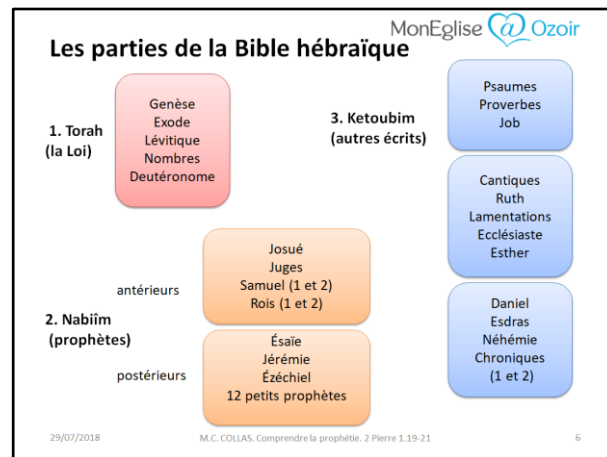 MonEglise @ Ozoir
Les parties de la Bible hébraïque
1. Torah
(la Loi)
Genèse
Exode
Lévitique
Nombres
Deutéronome
2. Nabiîm
(prophètes)
antérieurs
Josué
Juges
Samuel (1 et 2)
Rois (1 et 2)
postérieurs
Ésaïe
Jérémie
Ézéchiel
12 petits prophètes
3. Ketoubim
(autres écrits)
Psaumes
Proverbes
Job
Cantiques
Ruth
Lamentations
Ecclésiaste
Esther
Daniel
Esdras
Néhémie
Chroniques
(1 et 2)
29/07/2018
M.C. COLLAS. Comprendre la prophétie. 2 Pierre 1.19-21
6